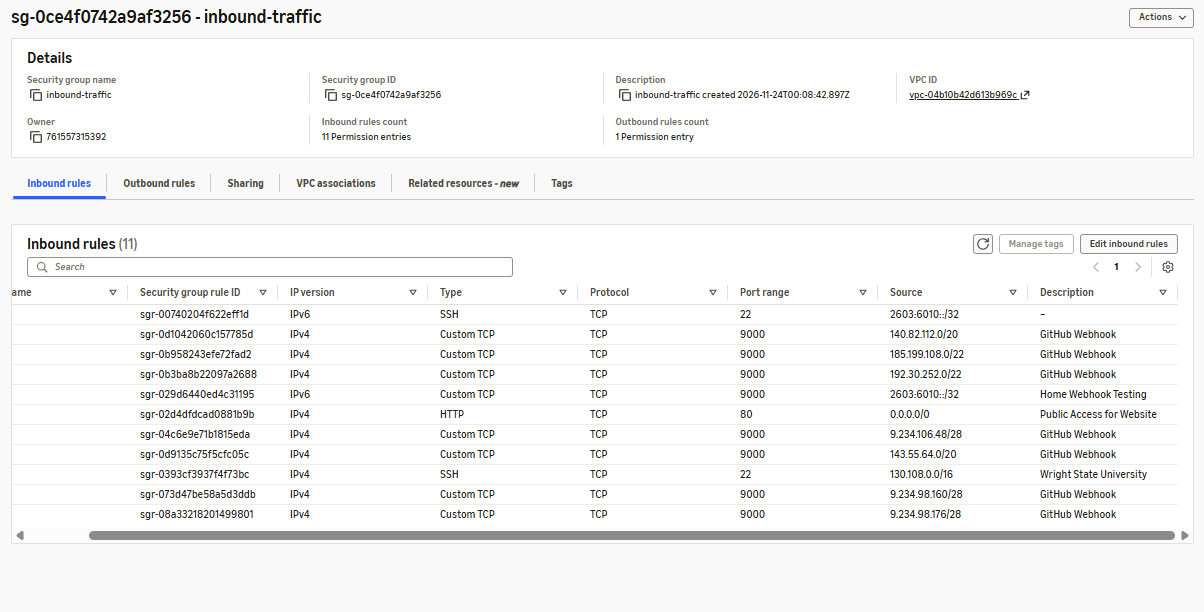 sg-0ce4f0742a9af3256 - inbound-traffic
Actions
Details
Security group name
inbound-traffic
Security group ID
sg-0ce4f0742a9af3256
Description
inbound-traffic created 2026-11-24T00:08:42.897Z
VPC ID
vpc-04b10b42d613b969c
Owner
761557315392
Inbound rules count
11 Permission entries
Outbound rules count
1 Permission entry
Inbound rules Outbound rules Sharing VPC associations Related resources - new Tags
Inbound rules (11)
Manage tags Edit inbound rules
Search
1
ame Security group rule ID IP version Type Protocol Port range Source Description
sgr-00740204f622eff1d IPv6 SSH TCP 22 2603:6010::/32 –
sgr-0d1042060c157785d IPv4 Custom TCP TCP 9000 140.82.112.0/20 GitHub Webhook
sgr-0b958243efe72fad2 IPv4 Custom TCP TCP 9000 185.199.108.0/22 GitHub Webhook
sgr-0b3ba8b22097a2688 IPv4 Custom TCP TCP 9000 192.30.252.0/22 GitHub Webhook
sgr-029d6440ed4c31195 IPv6 Custom TCP TCP 9000 2603:6010::/32 Home Webhook Testing
sgr-02d4dfdcad0881b9b IPv4 HTTP TCP 80 0.0.0.0/0 Public Access for Website
sgr-04c6e9e71b1815eda IPv4 Custom TCP TCP 9000 9.234.106.48/28 GitHub Webhook
sgr-0d9135c75f5cfc05c IPv4 Custom TCP TCP 9000 143.55.64.0/20 GitHub Webhook
sgr-0393cf3937f4f73bc IPv4 SSH TCP 22 130.108.0.0/16 Wright State University
sgr-073d47be58a5d3ddb IPv4 Custom TCP TCP 9000 9.234.98.160/28 GitHub Webhook
sgr-08a33218201499801 IPv4 Custom TCP TCP 9000 9.234.98.176/28 GitHub Webhook